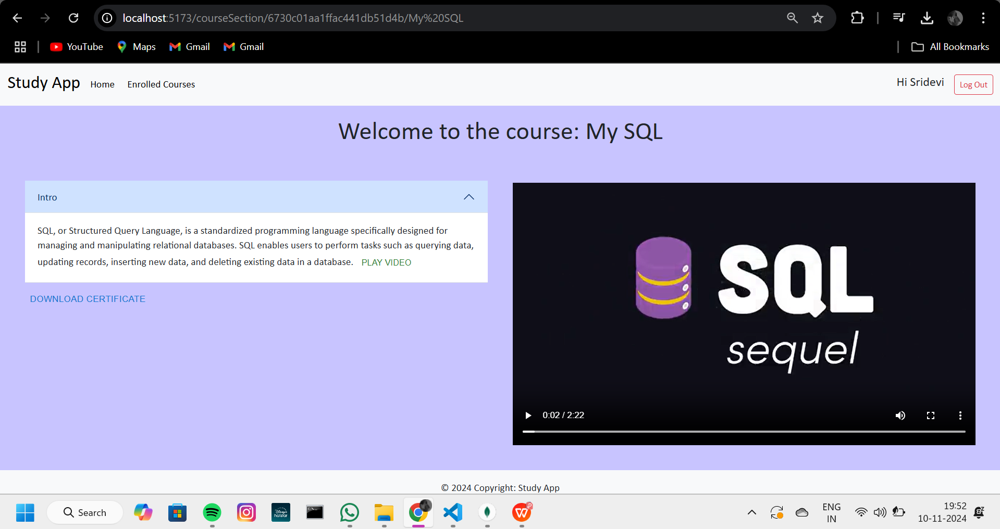 localhost:5173/courseSection/6730c01aa1ffac441db51d4b/My%20SQL
YouTube Maps Gmail Gmail All Bookmarks
Study App Home Enrolled Courses Hi Sridevi Log Out
Welcome to the course: My SQL
Intro
SQL, or Structured Query Language, is a standardized programming language specifically designed for
managing and manipulating relational databases. SQL enables users to perform tasks such as querying data,
updating records, inserting new data, and deleting existing data in a database. PLAY VIDEO
DOWNLOAD CERTIFICATE
SQL
sequel
0:02 / 2:22
© 2024 Copyright: Study App
Search
ENG
IN
19:52
10-11-2024